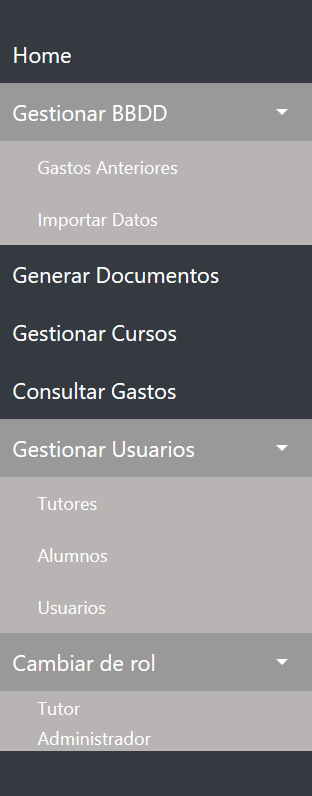 Home
Gestionar BBDD
Gastos Anteriores
Importar Datos
Generar Documentos
Gestionar Cursos
Consultar Gastos
Gestionar Usuarios
Tutores
Alumnos
Usuarios
Cambiar de rol
Tutor
Administrador